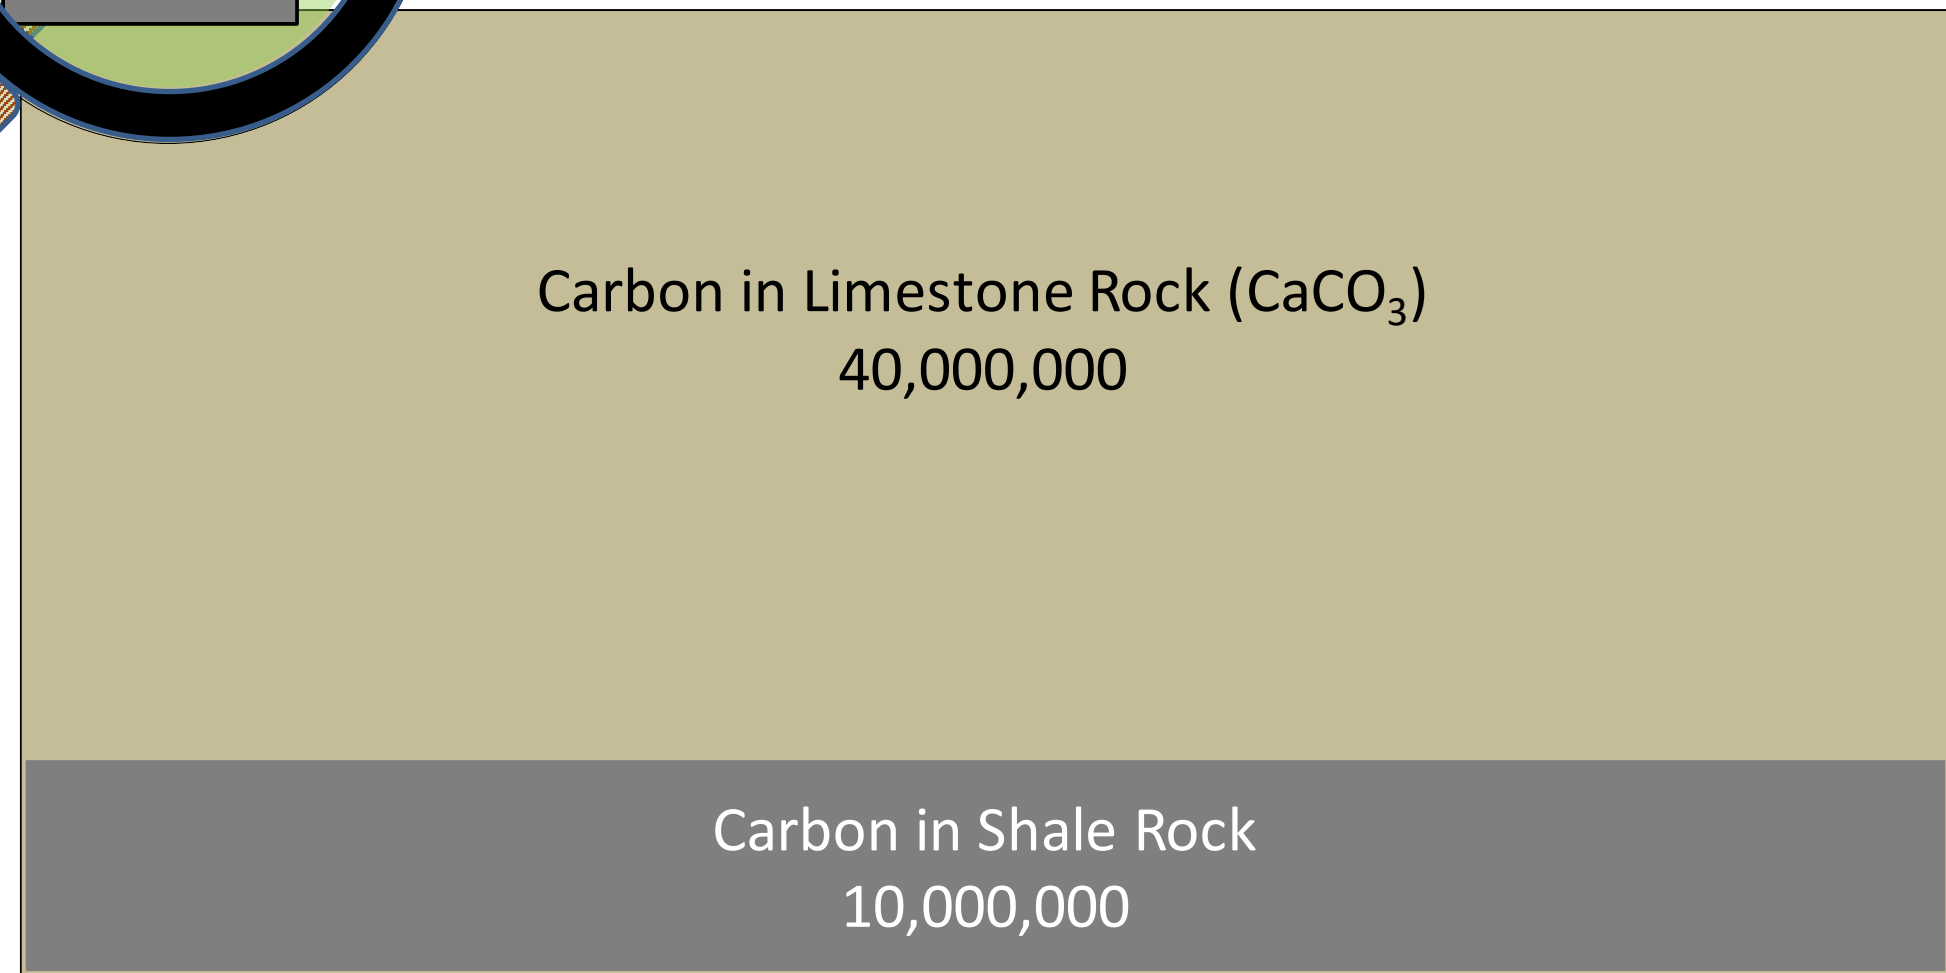 Carbon in Limestone Rock (CaCO₃)
40,000,000
Carbon in Shale Rock
10,000,000